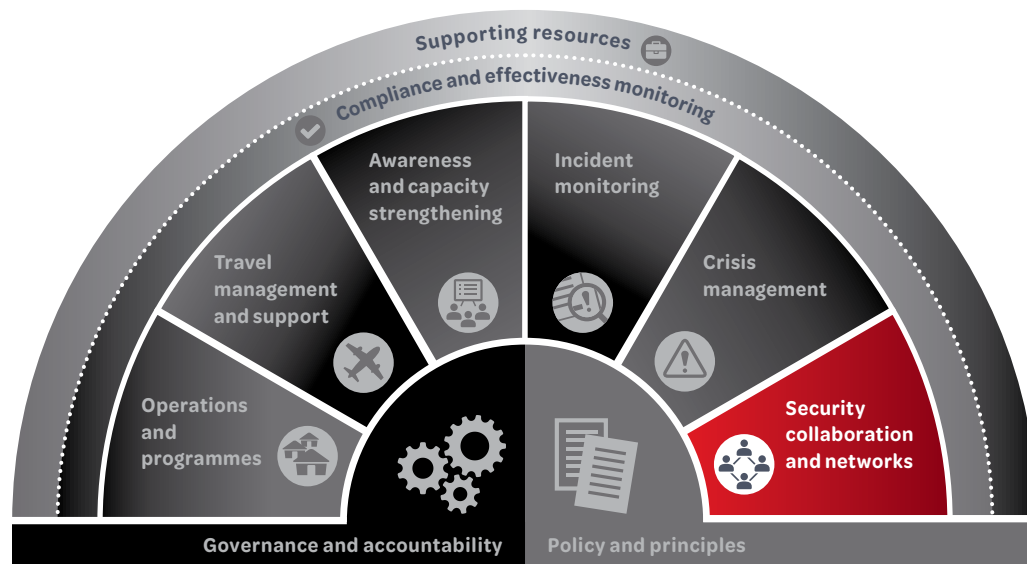 Supporting resources
Compliance and effectiveness monitoring
Awareness
and capacity
strengthening
Incident
monitoring
Travel
management
and support
Crisis
management
Operations
and
programmes
Security
collaboration
and networks
Governance and accountability
Policy and principles